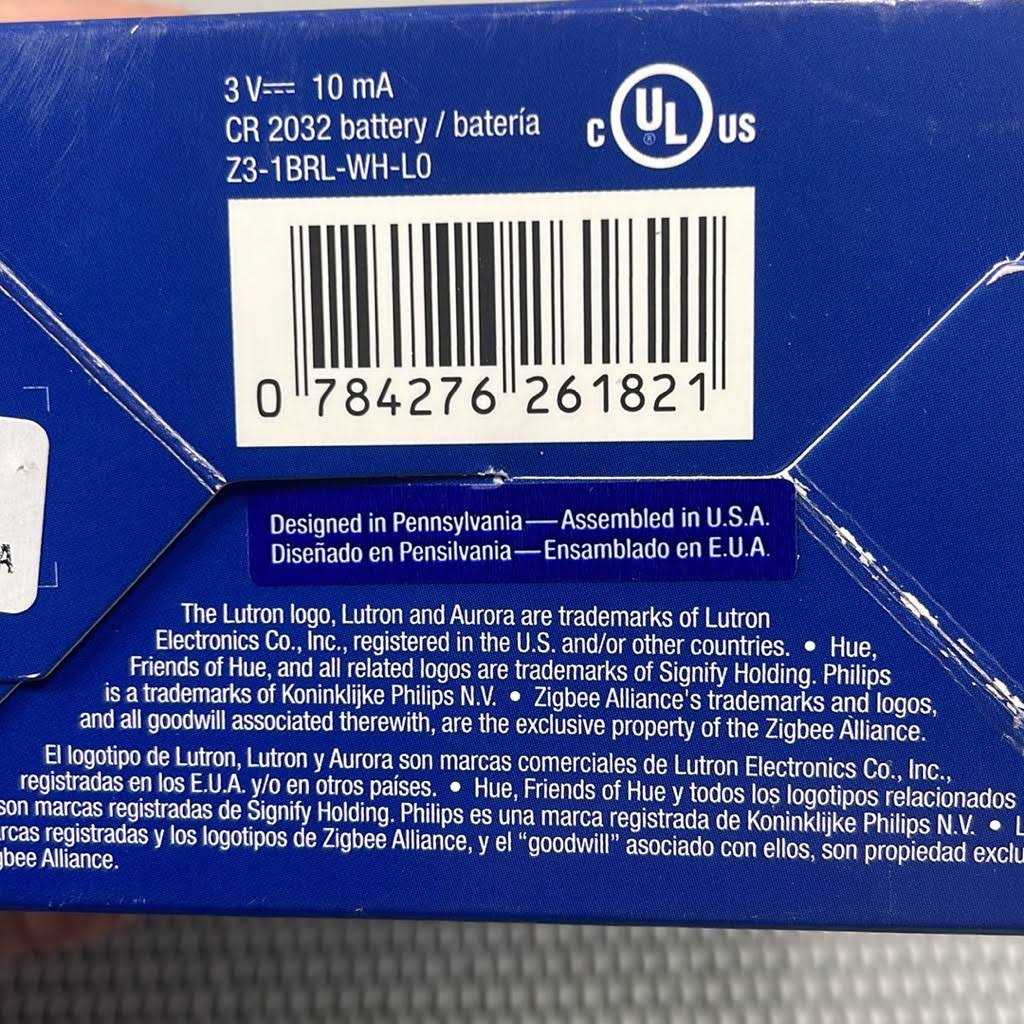 3 V 10 mA
CR 2032 battery / batería
Z3-1BRL-WH-L0
C UL ® US
0 784276 261821
A
Designed in Pennsylvania — Assembled in U.S.A.
Diseñado en Pensilvania — Ensamblado en E.U.A.
The Lutron logo, Lutron and Aurora are trademarks of Lutron
Electronics Co., Inc., registered in the U.S. and/or other countries. • Hue,
Friends of Hue, and all related logos are trademarks of Signify Holding. Philips
is a trademarks of Koninklijke Philips N.V. • Zigbee Alliance's trademarks and logos,
and all goodwill associated therewith, are the exclusive property of the Zigbee Alliance.
El logotipo de Lutron, Lutron y Aurora son marcas comerciales de Lutron Electronics Co., Inc.,
registradas en los E.U.A. y/o en otros países. • Hue, Friends of Hue y todos los logotipos relacionados
son marcas registradas de Signify Holding. Philips es una marca registrada de Koninklijke Philips N.V. • L
rcas registradas y los logotipos de Zigbee Alliance, y el “goodwill” asociado con ellos, son propiedad exclu
gbee Alliance.